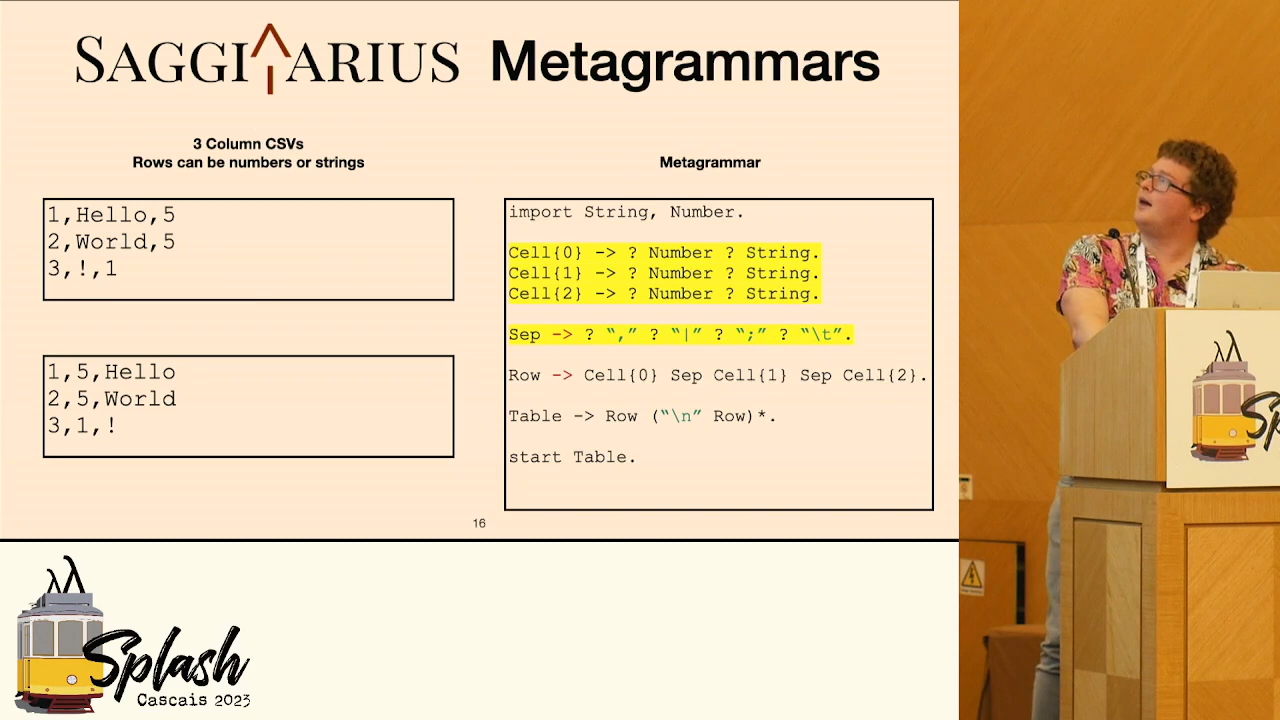 SAGGITARIUS Metagrammars
3 Column CSVs
Rows can be numbers or strings
1,Hello,5
2,World,5
3,!,1
1,5,Hello
2,5,World
3,1,!
Metagrammar
import String, Number.
Cell{0} -> ? Number ? String.
Cell{1} -> ? Number ? String.
Cell{2} -> ? Number ? String.
Sep -> ? “,” ? “|” ? “;” ? “\t”.
Row -> Cell{0} Sep Cell{1} Sep Cell{2}.
Table -> Row (“\n” Row)*.
start Table.
16
Splash
Cascais 2023
Sp